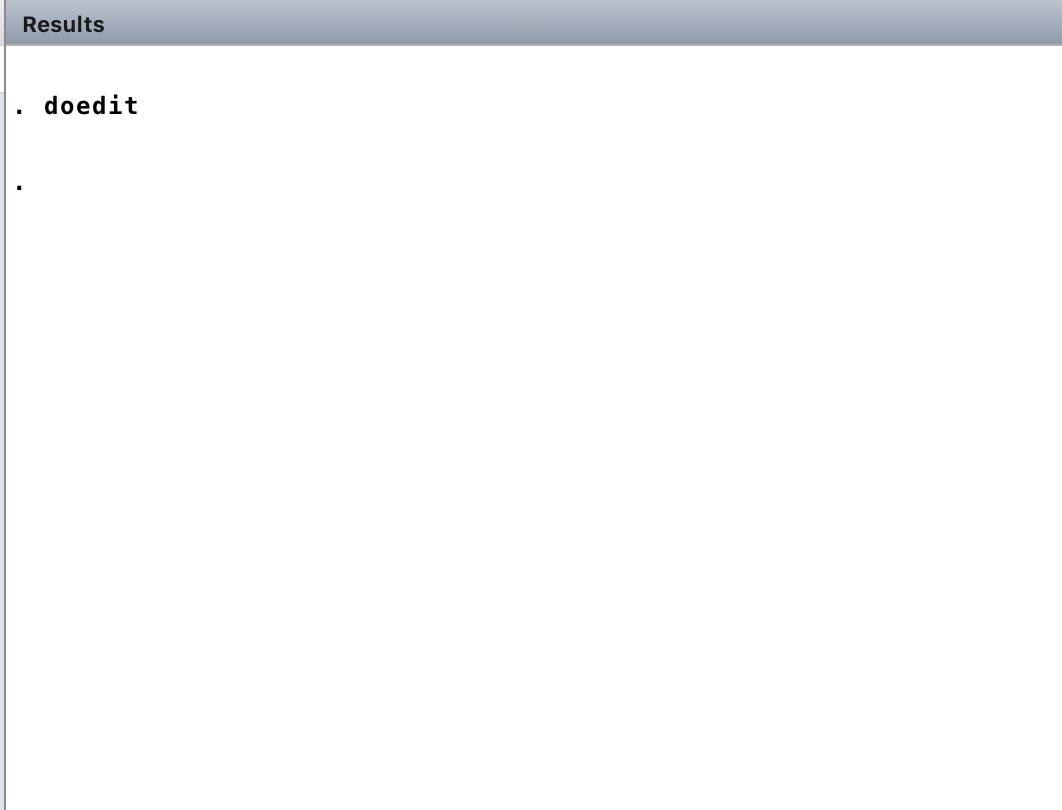 Results
. doedit
.